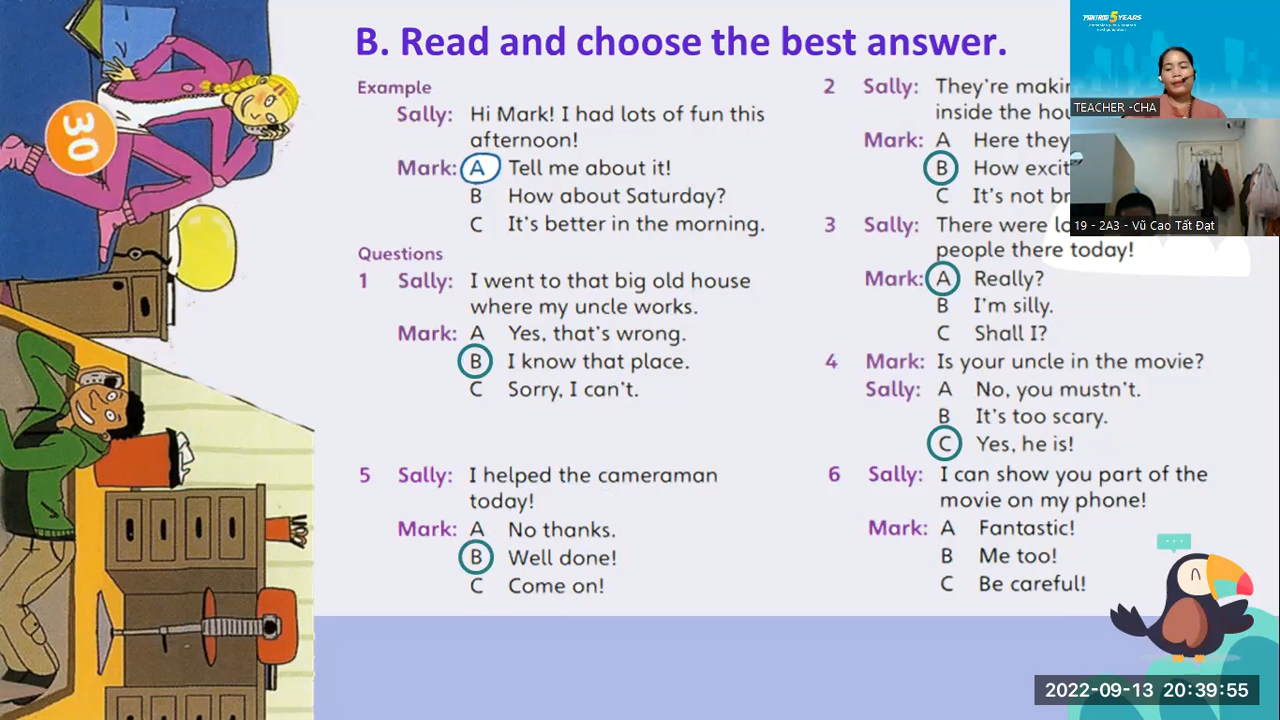 B. Read and choose the best answer.
Example
Sally: Hi Mark! I had lots of fun this
afternoon!
Mark: A Tell me about it!
B How about Saturday?
C It's better in the morning.
Questions
1 Sally: I went to that big old house
where my uncle works.
Mark: A Yes, that's wrong.
B I know that place.
C Sorry, I can't.
2 Sally: They're
inside the
Mark: A Here they
B How
C It's not
3 Sally: There were
people there today!
Mark: A Really?
B I'm silly.
C Shall I?
4 Mark: Is your uncle in the movie?
Sally: A No, you mustn't.
B It's too scary.
C Yes, he is!
5 Sally: I helped the cameraman
today!
Mark: A No thanks.
B Well done!
C Come on!
6 Sally: I can show you part of the
movie on my phone!
Mark: A Fantastic!
B Me too!
C Be careful!
30
5 YEARS
TEACHER -CHA
19 - 2A3 - Vũ Cao Tất Đạt
2022-09-13 20:39:55